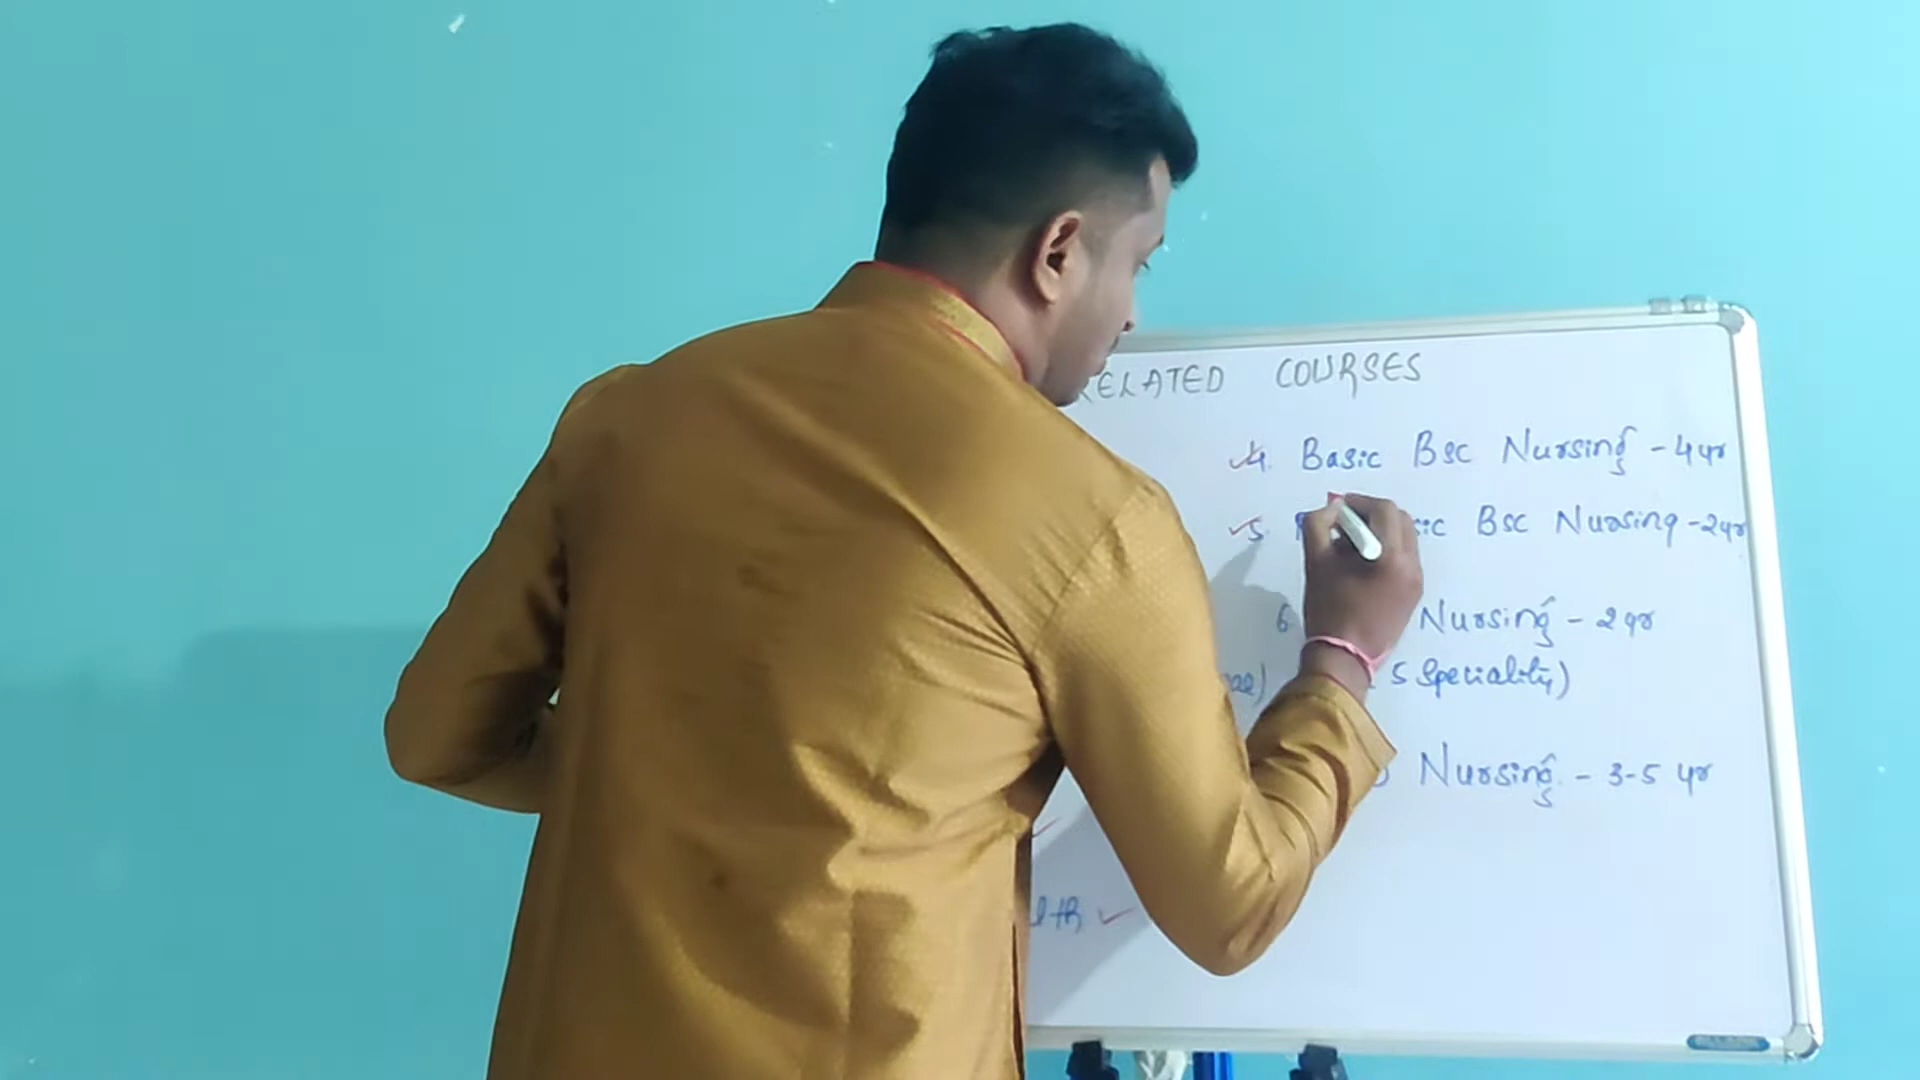 RELATED COURSES
4. Basic Bsc Nursing - 4yr
5. Bsc Nursing - 2yr
6 Nursing - 2yr
5 Speciality)
Nursing - 3-5 yr